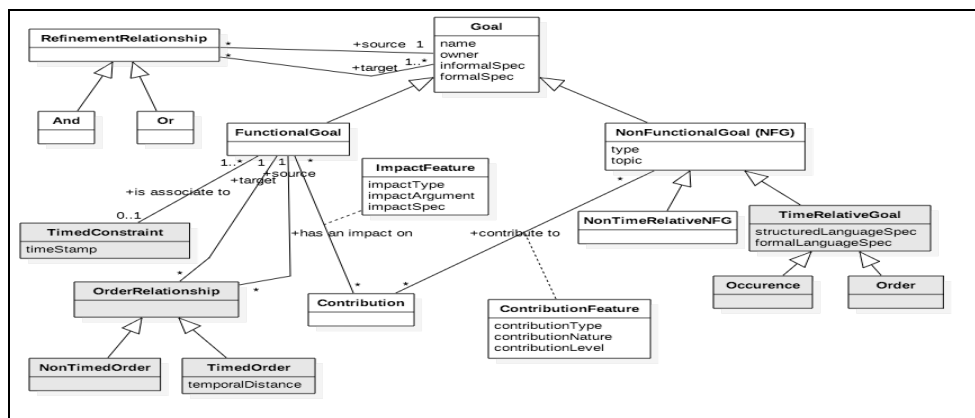 Goal
name
owner
informalSpec
formalSpec
RefinementRelationship
*
+source 1
*
+target
1..*
And
Or
FunctionalGoal
NonFunctionalGoal (NFG)
type
topic
1..*
1
1
*
+target
+source
+is associate to
0..1
ImpactFeature
impactType
impactArgument
impactSpec
*
NonTimeRelativeNFG
TimeRelativeGoal
structuredLanguageSpec
formalLanguageSpec
TimedConstraint
timeStamp
+has an impact on
+contribute to
*
*
*
*
OrderRelationship
Contribution
Occurence
Order
ContributionFeature
contributionType
contributionNature
contributionLevel
NonTimedOrder
TimedOrder
temporalDistance